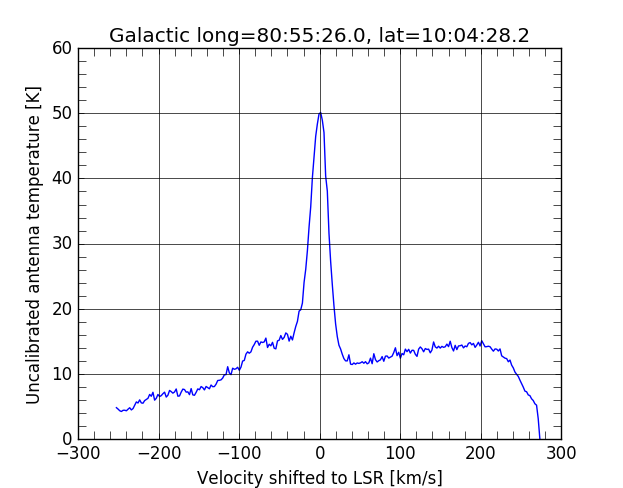 Galactic long=80:55:26.0, lat=10:04:28.2
60
50
40
30
20
10
0
−300 −200 −100 0 100 200 300
Velocity shifted to LSR [km/s]
Uncalibrated antenna temperature [K]